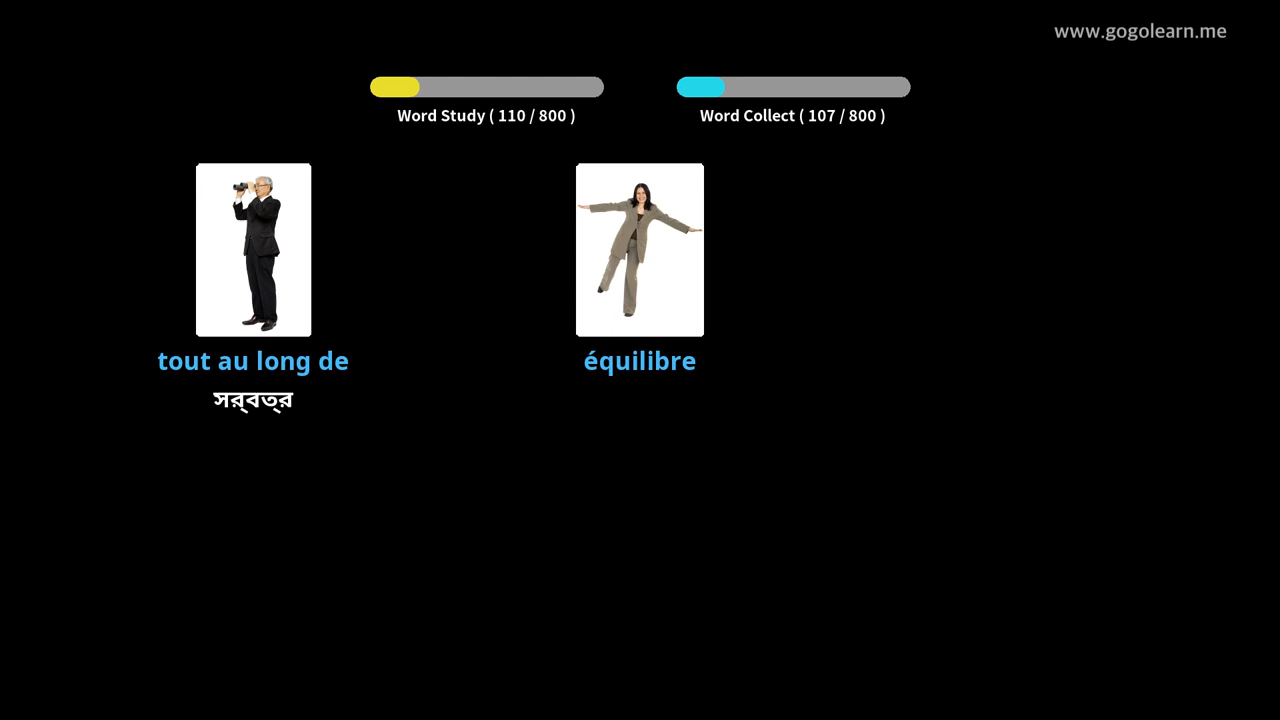 www.gogolearn.me
Word Study ( 110 / 800 )
Word Collect ( 107 / 800 )
tout au long de
équilibre
সর্বত্র